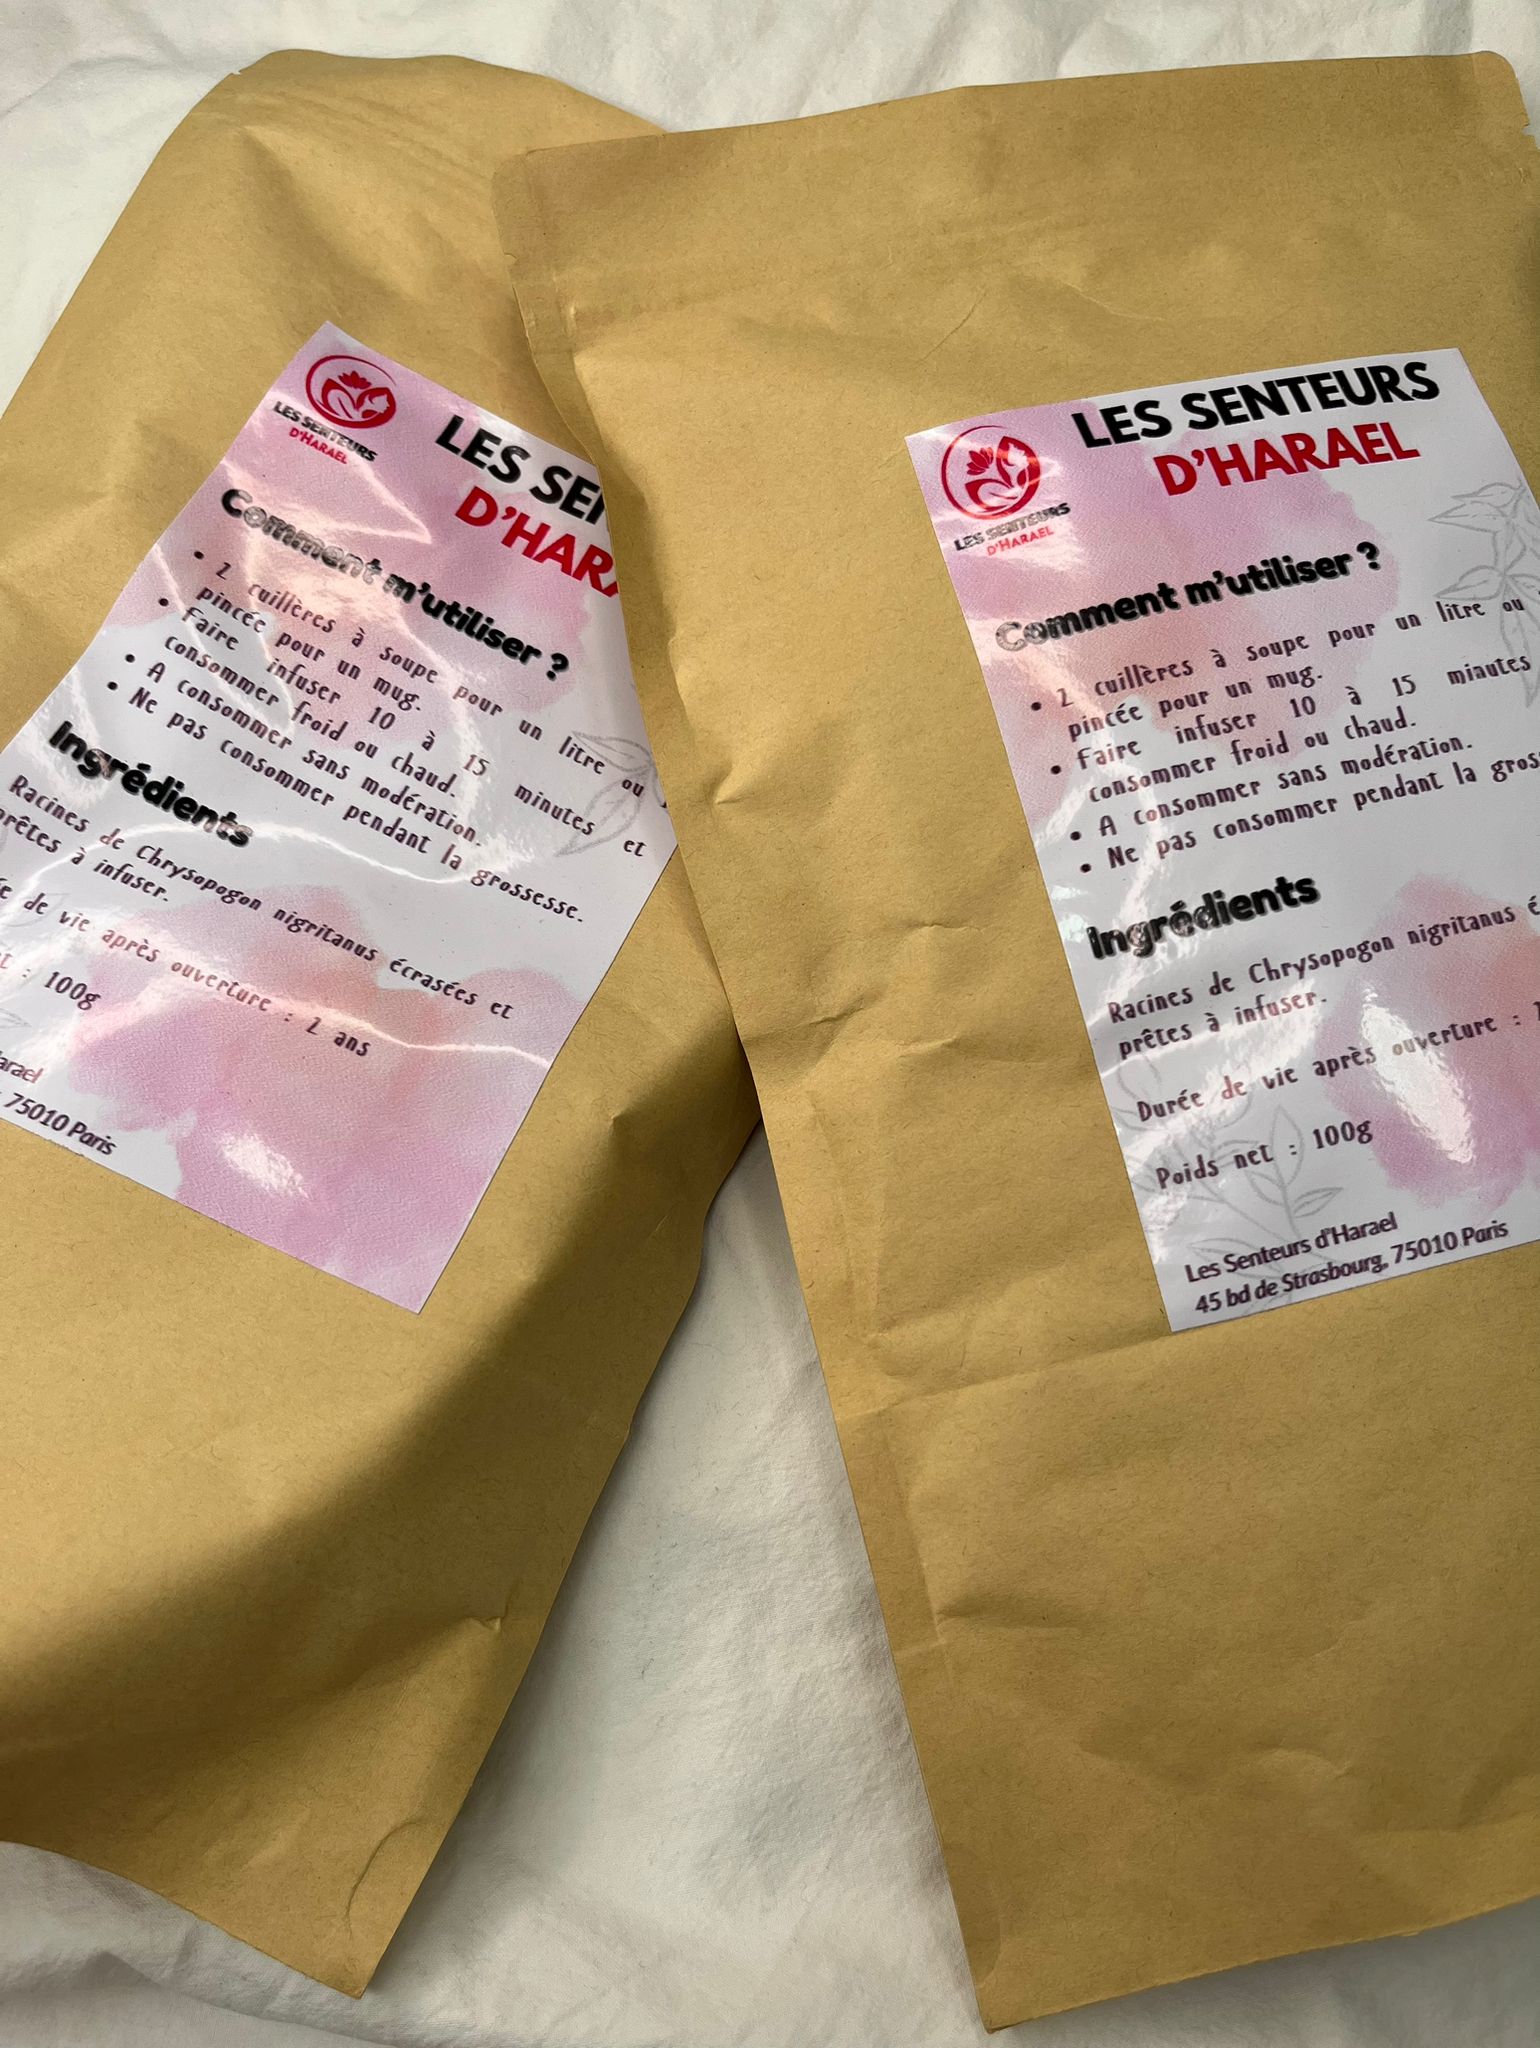 LES SENTEURS
D'HARAEL
LES SE
D'HAR
Comment m'utiliser ?
• 2 cuillères à soupe pour un litre ou
pincée pour un mug.
• Faire infuser 10 à 15 minutes et
consommer froid ou chaud.
• A consommer sans modération.
• Ne pas consommer pendant la grossesse.
Ingrédients
Racines de Chrysopogon nigritanus écrasées et
prêtes à infuser.
de vie après ouverture : 2 ans
: 100g
75010 Paris
LES SENTEURS
D'HARAEL
LES SENTEURS
D'HARAEL
Comment m'utiliser ?
• 2 cuillères à soupe pour un litre ou
pincée pour un mug.
• Faire infuser 10 à 15 minutes
consommer froid ou chaud.
• A consommer sans modération.
• Ne pas consommer pendant la gros
Ingrédients
Racines de Chrysopogon nigritanus
prêtes à infuser.
Durée de vie après ouverture :
Poids net : 100g
Les Senteurs d'Harael
45 bd de Strasbourg, 75010 Paris